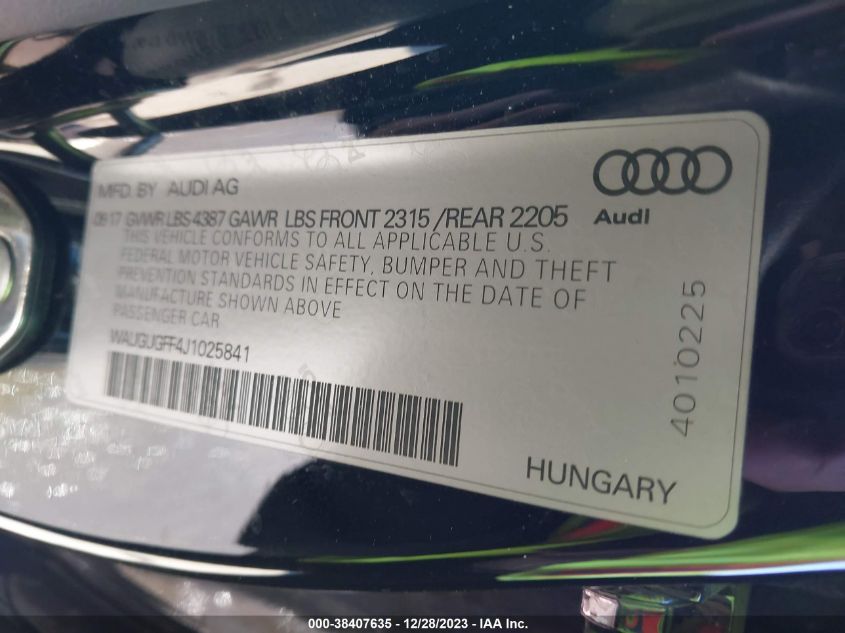 MFD. BY AUDI AG
08 17 GVWR LBS 4387 GAWR LBS FRONT 2315 /REAR 2205
THIS VEHICLE CONFORMS TO ALL APPLICABLE U.S.
FEDERAL MOTOR VEHICLE SAFETY, BUMPER AND THEFT
PREVENTION STANDARDS IN EFFECT ON THE DATE OF
MANUFACTURE SHOWN ABOVE
PASSENGER CAR
WAUGUGFF4J1025841
Audi
4010225
HUNGARY
000-38407635 - 12/28/2023 - IAA Inc.